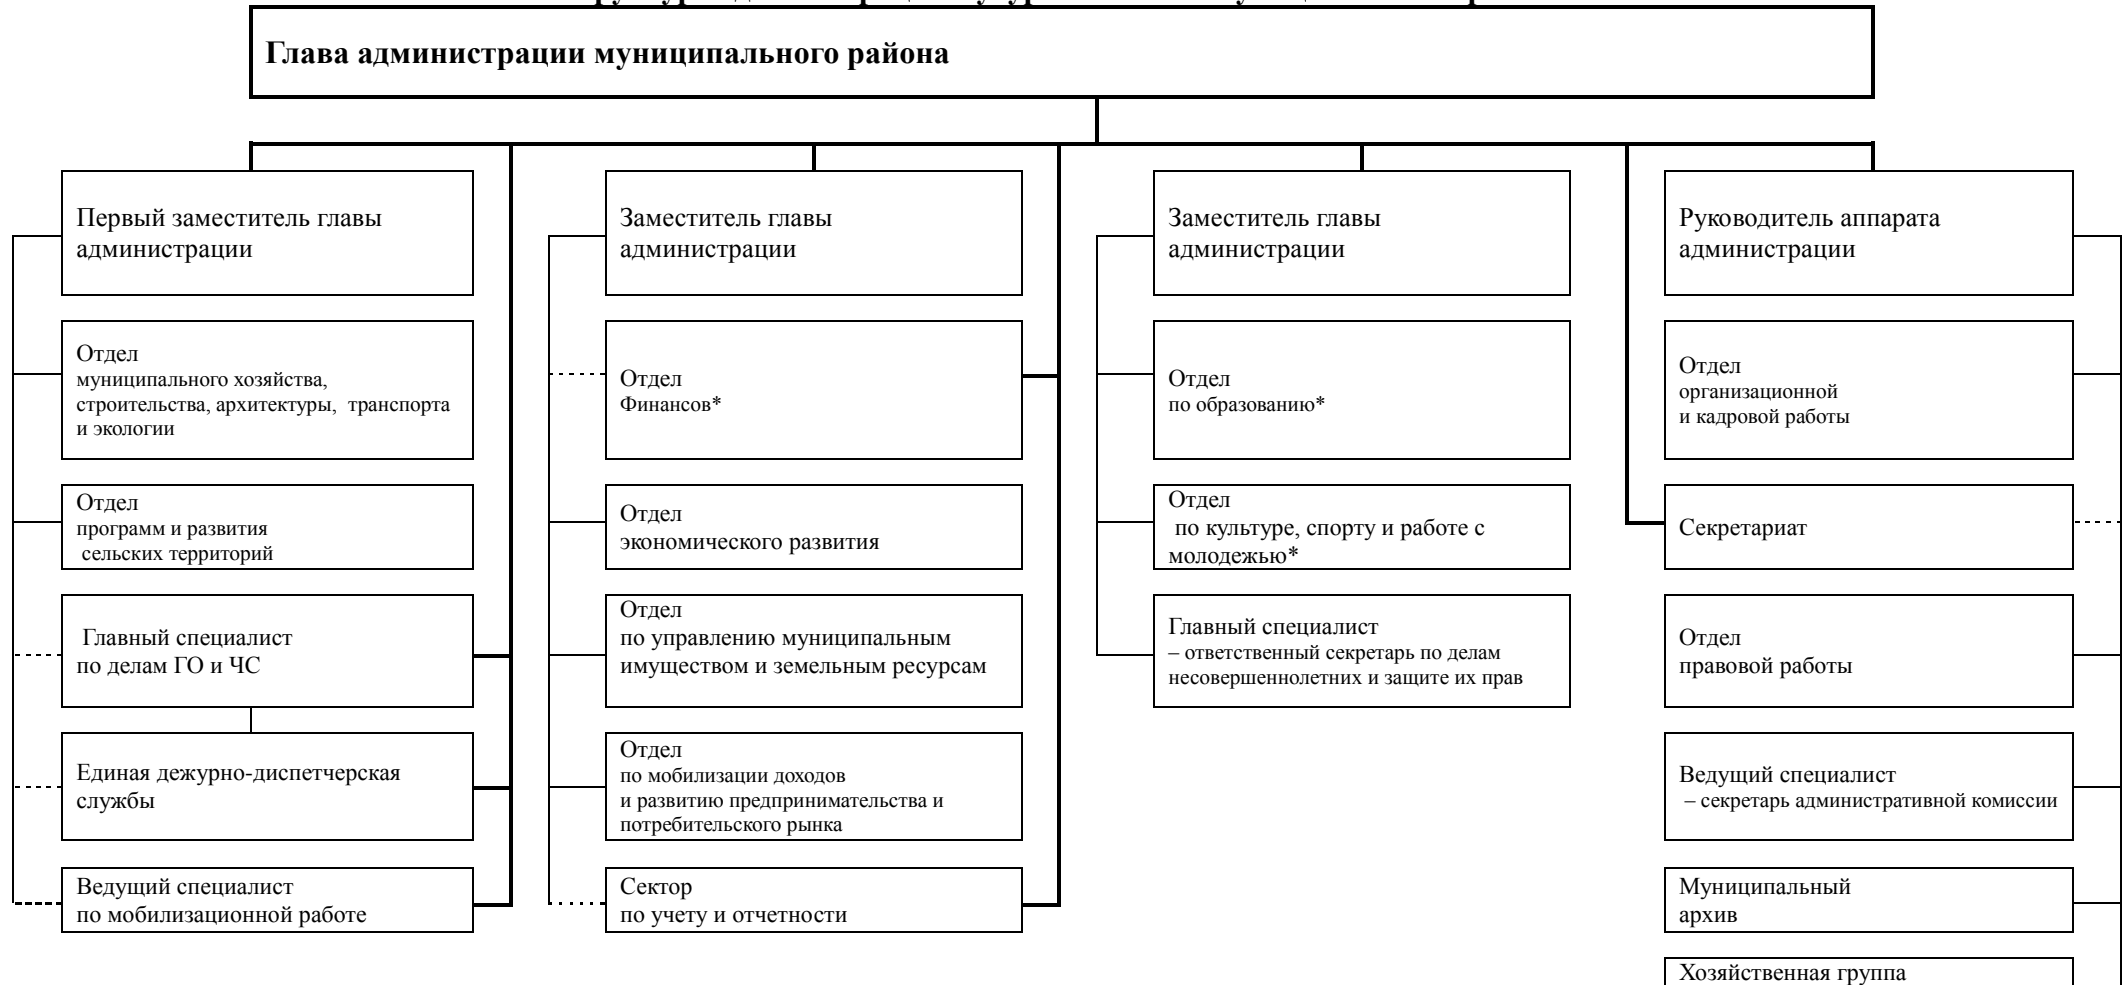 Глава администрации муниципального района
Первый заместитель главы
администрации
Отдел
муниципального хозяйства,
строительства, архитектуры, транспорта
и экологии
Отдел
программ и развития
сельских территорий
Главный специалист
по делам ГО и ЧС
Единая дежурно-диспетчерская
службы
Ведущий специалист
по мобилизационной работе
Заместитель главы
администрации
Отдел
Финансов*
Отдел
экономического развития
Отдел
по управлению муниципальным
имуществом и земельным ресурсам
Отдел
по мобилизации доходов
и развитию предпринимательства и
потребительского рынка
Сектор
по учету и отчетности
Заместитель главы
администрации
Отдел
по образованию*
Отдел
по культуре, спорту и работе с
молодежью*
Главный специалист
– ответственный секретарь по делам
несовершеннолетних и защите их прав
Руководитель аппарата
администрации
Отдел
организационной
и кадровой работы
Секретариат
Отдел
правовой работы
Ведущий специалист
– секретарь административной комиссии
Муниципальный
архив
Хозяйственная группа